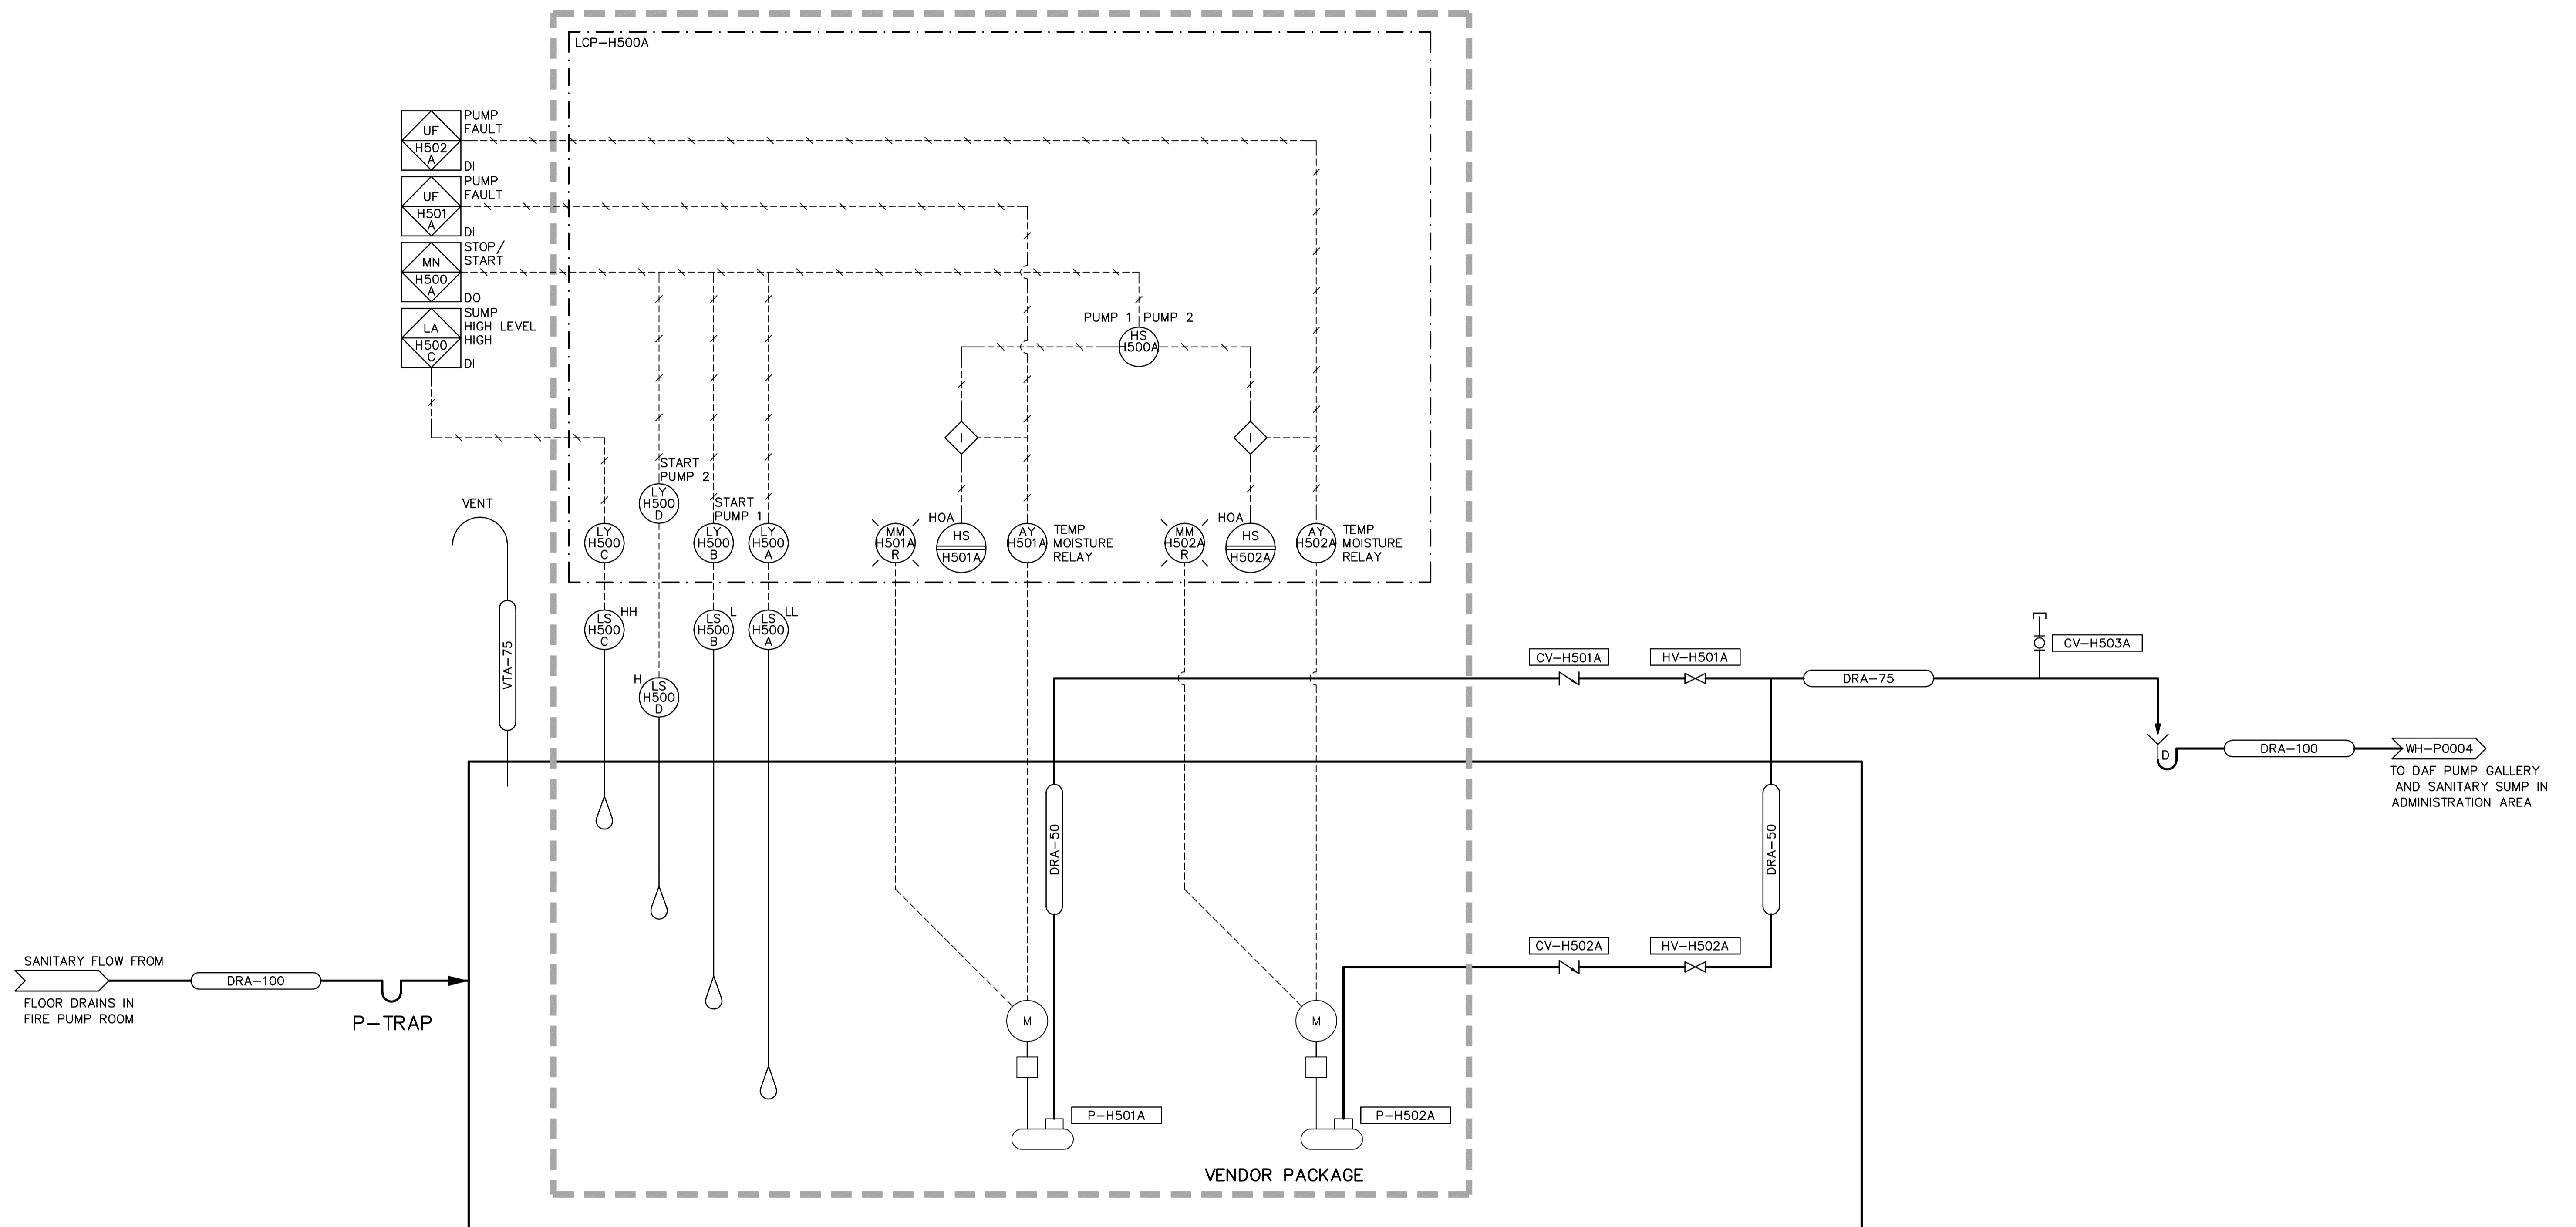 LCP-H500A
UF
H502
A
PUMP
FAULT
DI
UF
H501
A
PUMP
FAULT
DI
MN
H500
A
STOP/
START
DO
LA
H500
C
SUMP
HIGH LEVEL
HIGH
DI
PUMP 1
PUMP 2
HS
H500A
I
I
START
PUMP 2
START
PUMP 1
VENT
LY
H500
C
LY
H500
D
LY
H500
B
LY
H500
A
MM
H501A
R
HOA
HS
H501A
AY
H501A
TEMP
MOISTURE
RELAY
MM
H502A
R
HOA
HS
H502A
AY
H502A
TEMP
MOISTURE
RELAY
LS
H500
C
HH
LS
H500
D
H
LS
H500
B
L
LS
H500
A
LL
VTA-75
CV-H501A
HV-H501A
DRA-75
CV-H503A
D
DRA-100
WH-P0004
TO DAF PUMP GALLERY
AND SANITARY SUMP IN
ADMINISTRATION AREA
DRA-50
DRA-50
CV-H502A
HV-H502A
SANITARY FLOW FROM
FLOOR DRAINS IN
FIRE PUMP ROOM
DRA-100
P-TRAP
M
M
P-H501A
P-H502A
VENDOR PACKAGE